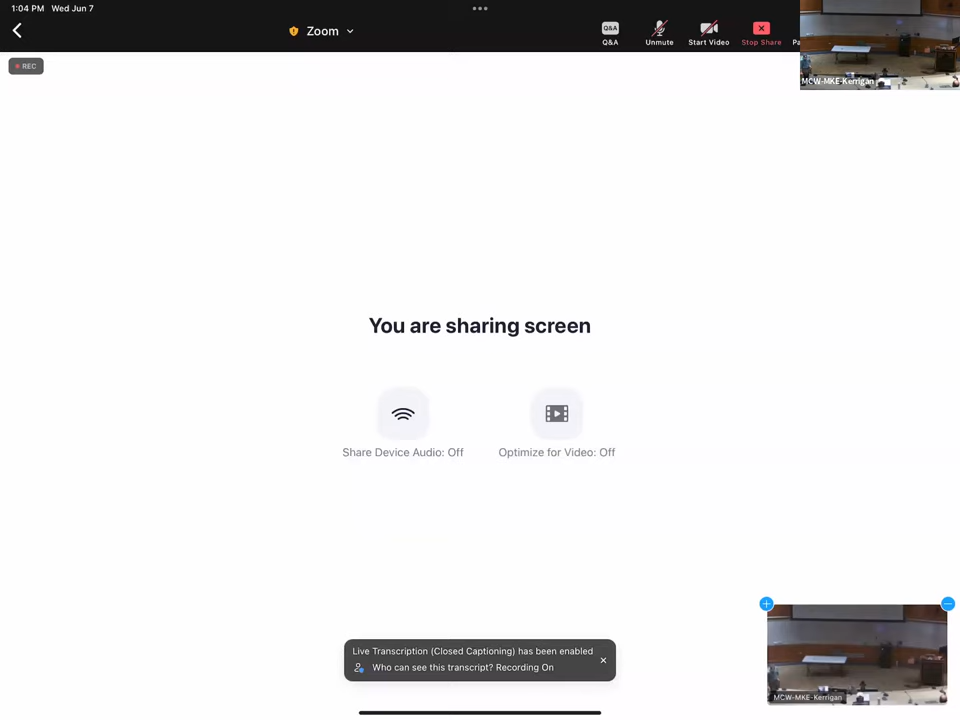 1:04 PM Wed Jun 7
Zoom
Q&A
Q&A
Unmute
Start Video
Stop Share
Pa
REC
MCW-MKE-Kerrigan
You are sharing screen
Share Device Audio: Off
Optimize for Video: Off
Live Transcription (Closed Captioning) has been enabled
Who can see this transcript? Recording On
MCW-MKE-Kerrigan